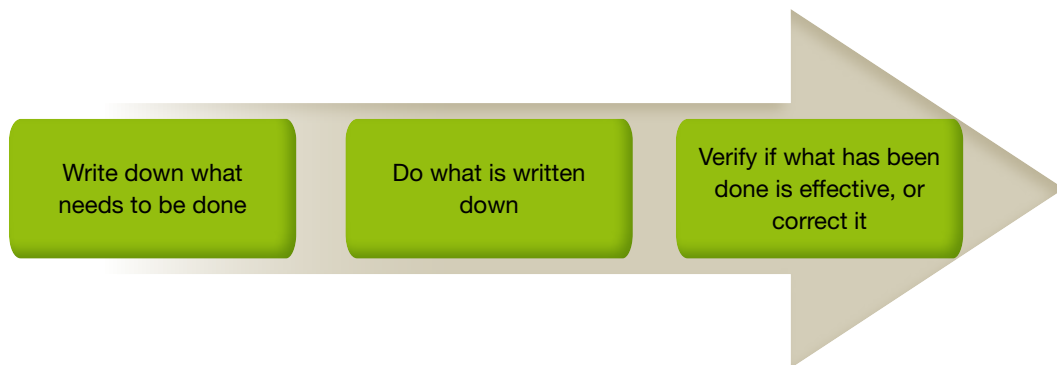 Write down what
needs to be done
Do what is written
down
Verify if what has been
done is effective, or
correct it